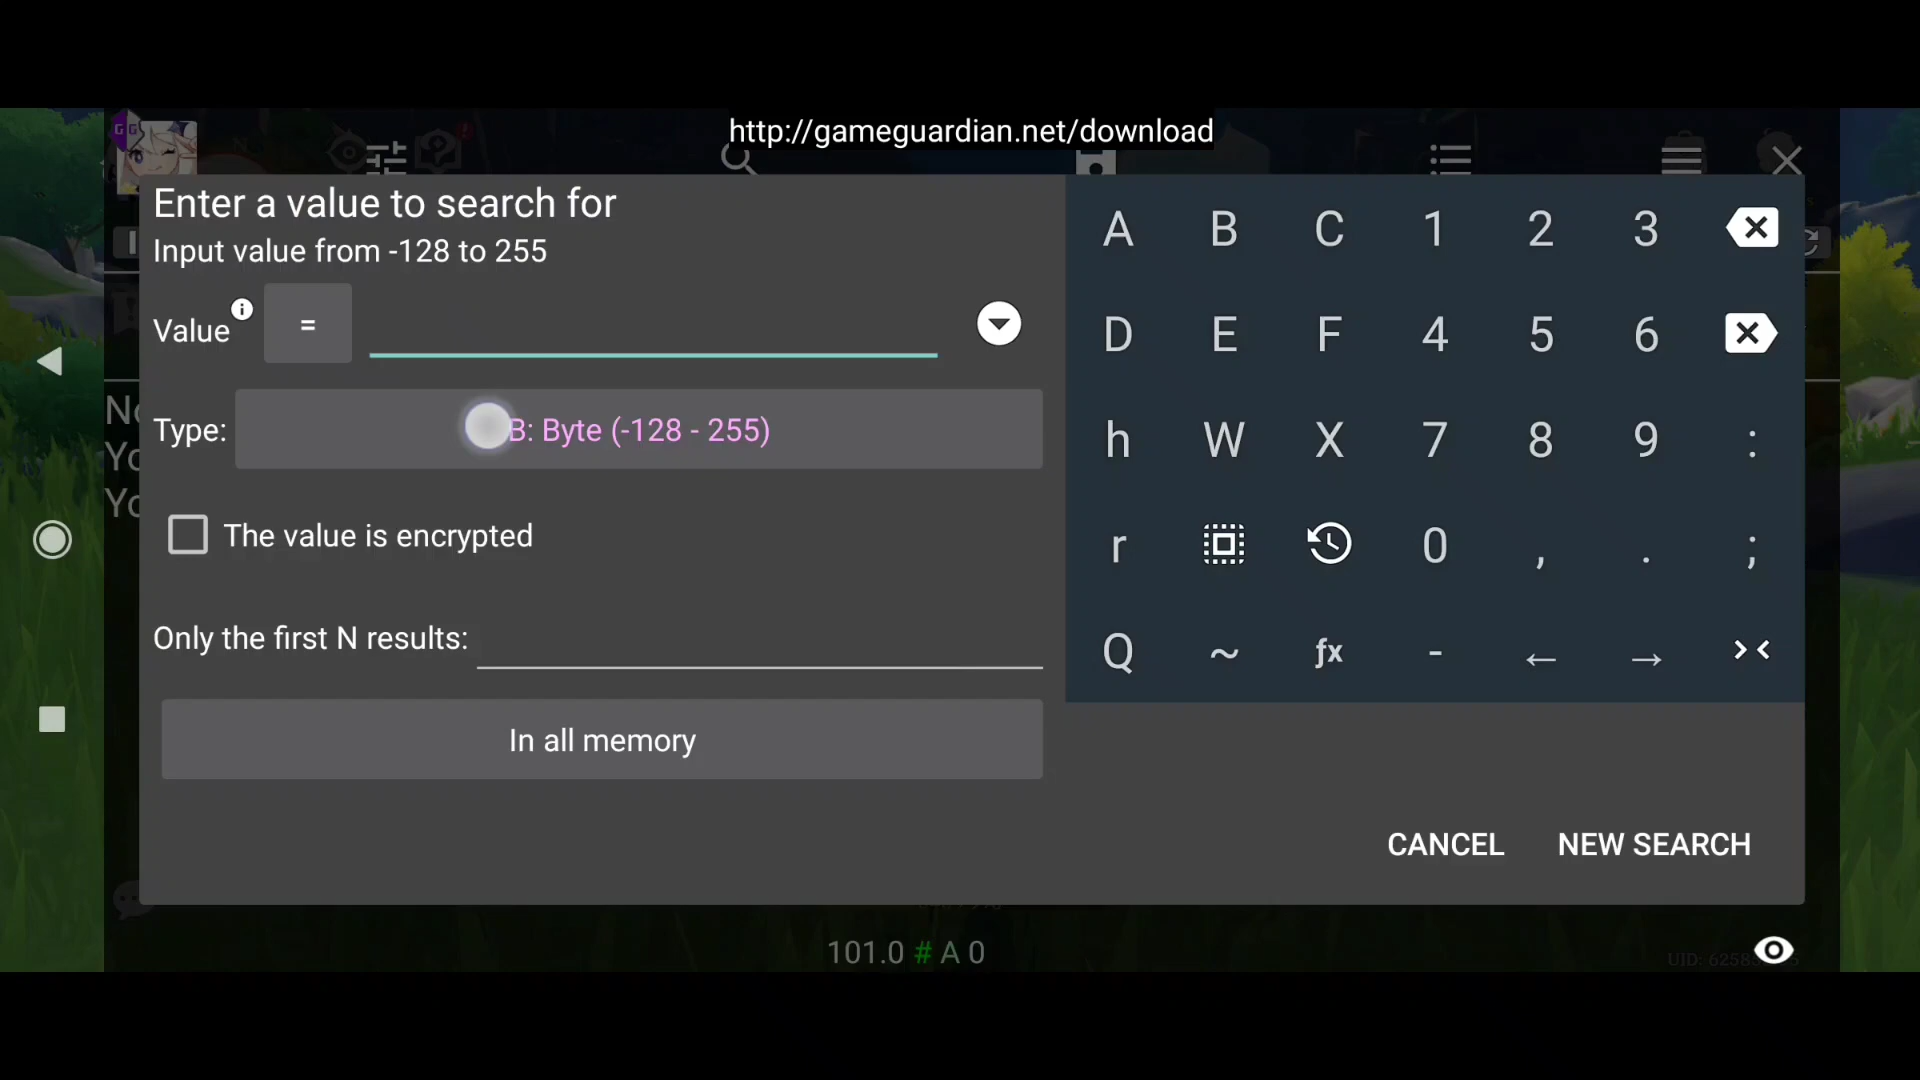 http://gameguardian.net/download
Enter a value to search for
Input value from -128 to 255
Value =
Type: B: Byte (-128 - 255)
The value is encrypted
Only the first N results:
In all memory
A B C 1 2 3
D E F 4 5 6
h W X 7 8 9 :
r 0 , . ;
Q ~ ƒx - ← → ><
CANCEL NEW SEARCH
101.0 # A 0